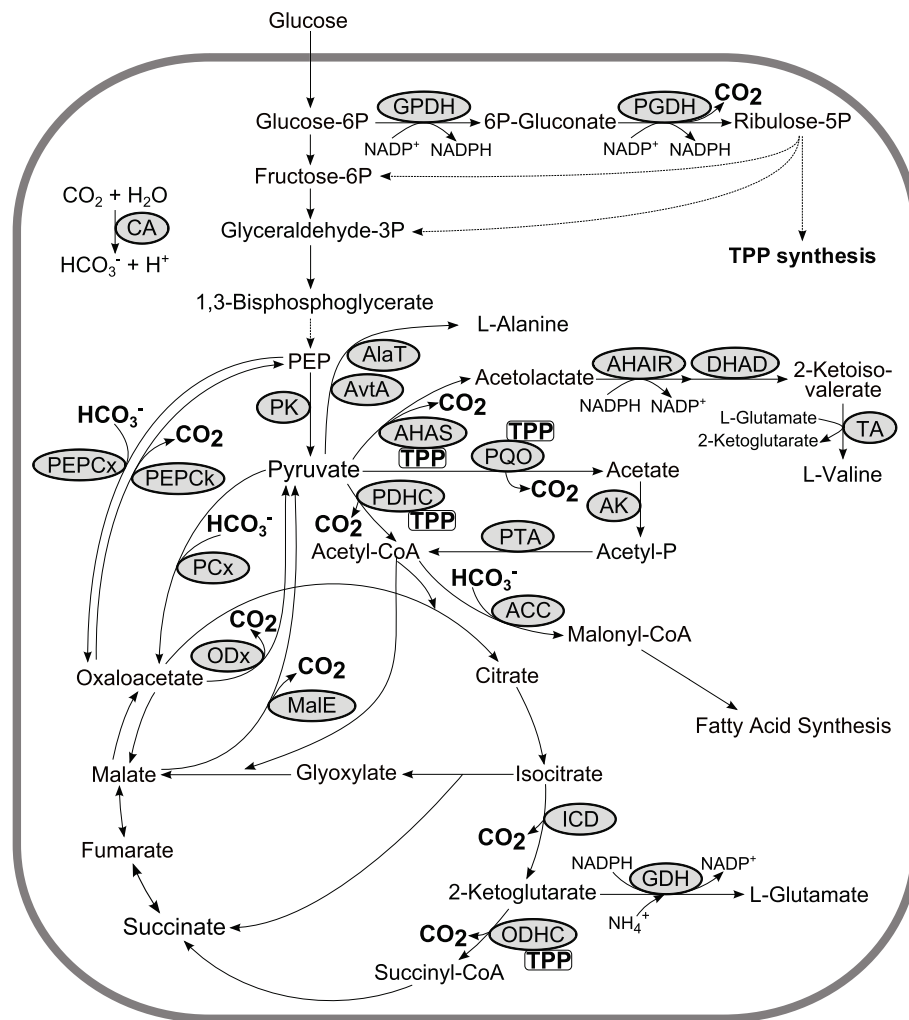 Glucose
Glucose-6P
GPDH
NADP⁺
NADPH
6P-Gluconate
PGDH
CO₂
NADP⁺
NADPH
Ribulose-5P
Fructose-6P
CO₂ + H₂O
CA
HCO₃⁻ + H⁺
Glyceraldehyde-3P
TPP synthesis
1,3-Bisphosphoglycerate
L-Alanine
PEP
AlaT
AvtA
PK
Acetolactate
AHAIR
NADPH
NADP⁺
DHAD
2-Ketoiso-
valerate
L-Glutamate
2-Ketoglutarate
TA
L-Valine
HCO₃⁻
CO₂
PEPCx
PEPCk
CO₂
AHAS
TPP
TPP
PQO
CO₂
Pyruvate
Acetate
AK
PDHC
TPP
CO₂
HCO₃⁻
PCx
Acetyl-CoA
PTA
Acetyl-P
HCO₃⁻
ACC
Malonyl-CoA
CO₂
ODx
CO₂
MalE
Oxaloacetate
Citrate
Fatty Acid Synthesis
Malate
Glyoxylate
Isocitrate
ICD
CO₂
Fumarate
2-Ketoglutarate
NADPH
GDH
NADP⁺
NH₄⁺
L-Glutamate
Succinate
CO₂
ODHC
TPP
Succinyl-CoA